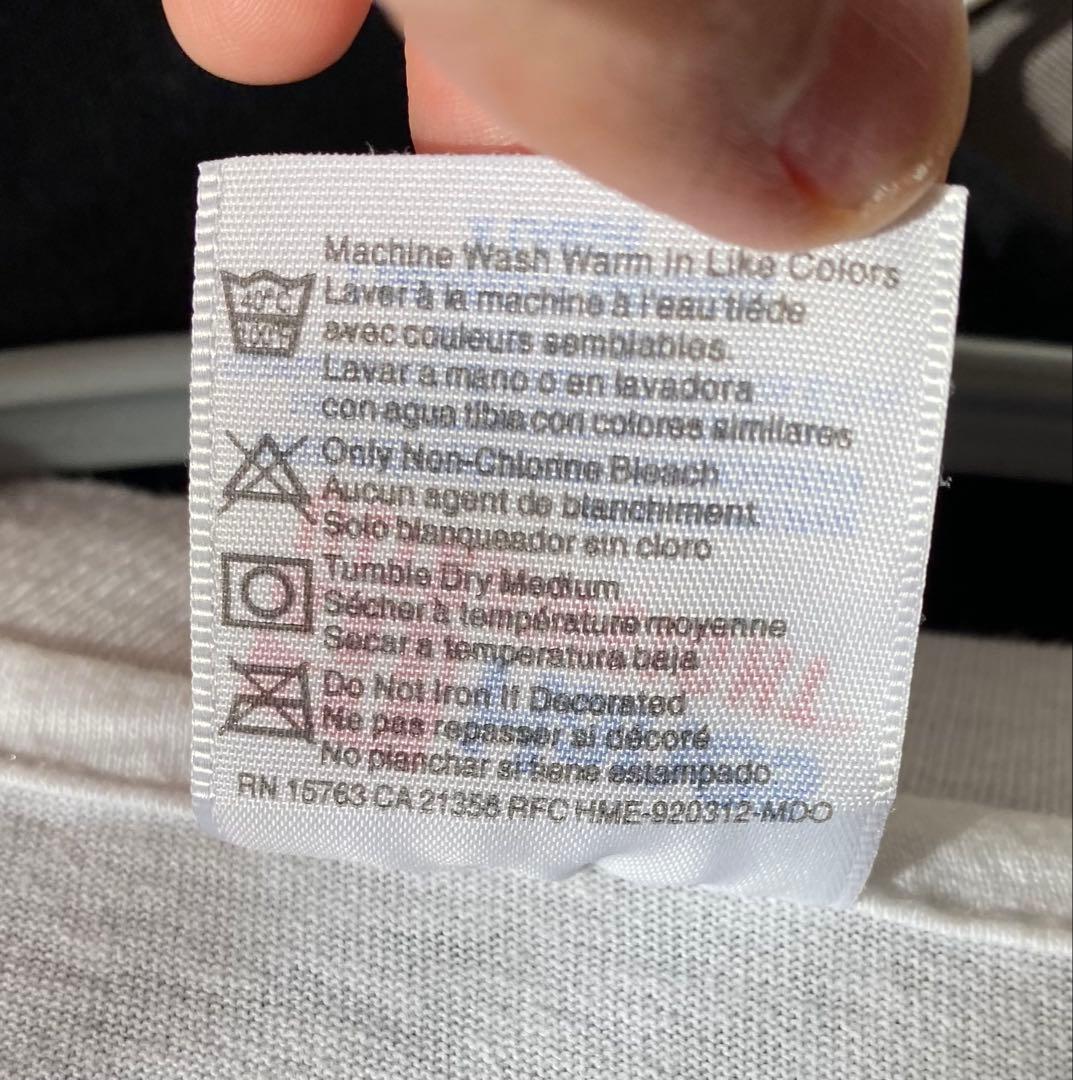 Machine Wash Warm in Like Colors
40°C
Laver à la machine à l'eau tiéde
avec couleurs semblables.
Lavar a mano o en lavadora
con agua tibia con colores similares
Only Non-Chlorine Bleach
Aucun agent de blanchiment
Solo blanqueador sin cloro
Tumble Dry Medium
Sécher à température moyenne
Secar a temperatura baja
Do Not Iron If Decorated
Ne pas repasser si décoré
No planchar si tiene estampado
RN 15763 CA 21356 RFC HME-920312-MDO